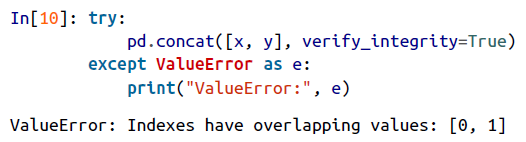 In[10]: try:
            pd.concat([x, y], verify_integrity=True)
        except ValueError as e:
            print("ValueError:", e)
ValueError: Indexes have overlapping values: [0, 1]